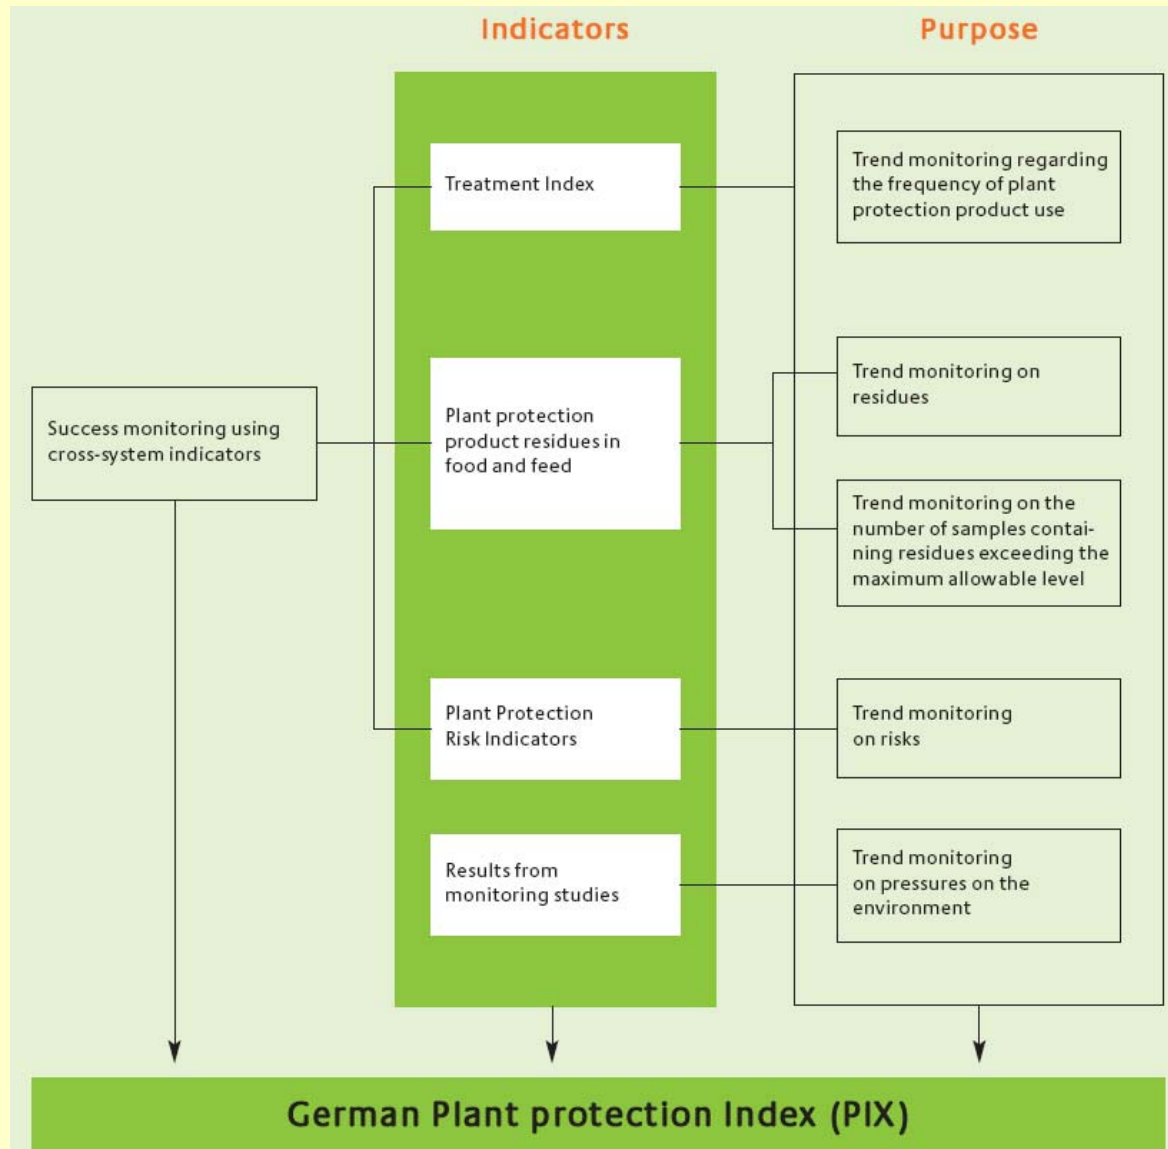 Indicators
Purpose
Treatment Index
Trend monitoring regarding
the frequency of plant
protection product use
Success monitoring using
cross-system indicators
Plant protection
product residues in
food and feed
Trend monitoring on
residues
Trend monitoring on the
number of samples contai-
ning residues exceeding the
maximum allowable level
Plant Protection
Risk Indicators
Trend monitoring
on risks
Results from
monitoring studies
Trend monitoring
on pressures on the
environment
German Plant protection Index (PIX)